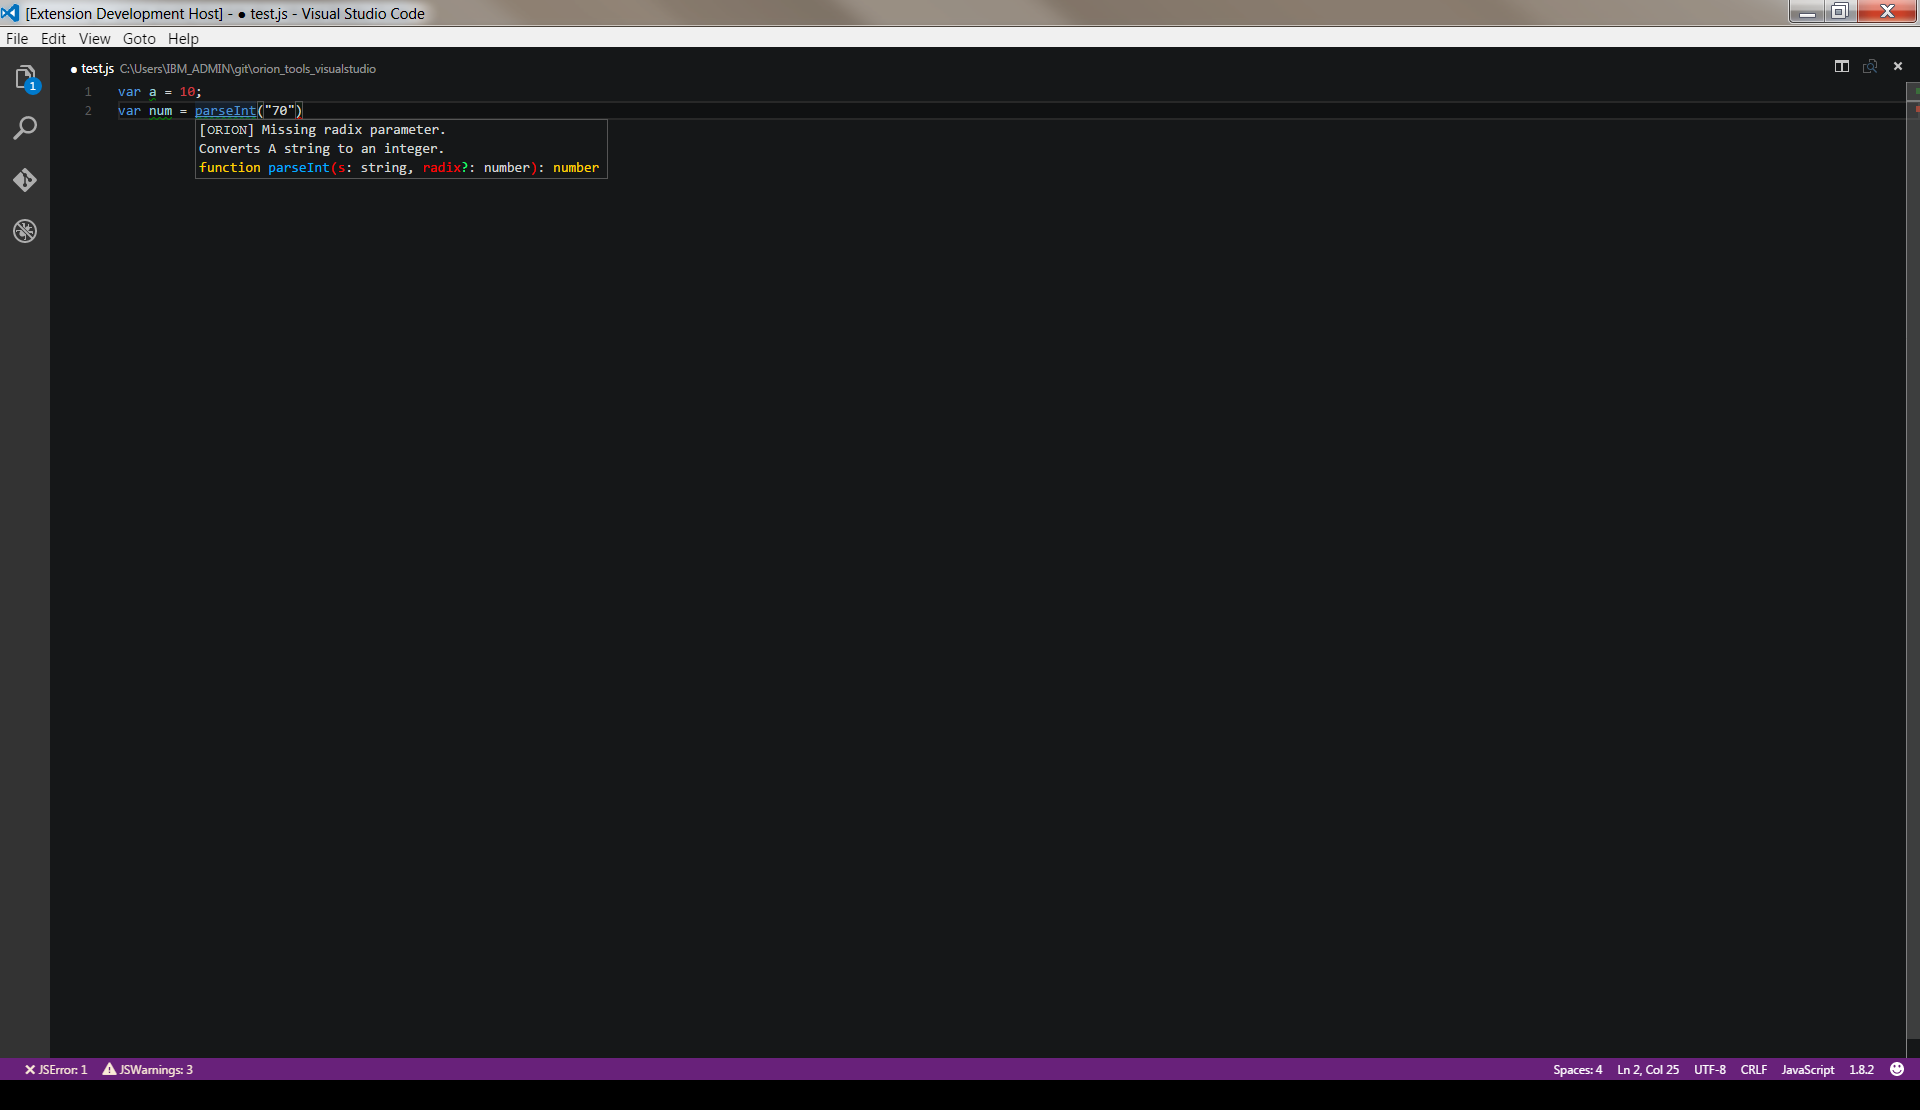 [Extension Development Host] - ● test.js - Visual Studio Code
File Edit View Goto Help
● test.js C:\Users\IBM_ADMIN\git\orion_tools_visualstudio
1
1 var a = 10;
2 var num = parseInt("70")
[ORION] Missing radix parameter.
Converts A string to an integer.
function parseInt(s: string, radix?: number): number
JSError: 1 JSWarnings: 3 Spaces: 4 Ln 2, Col 25 UTF-8 CRLF JavaScript 1.8.2